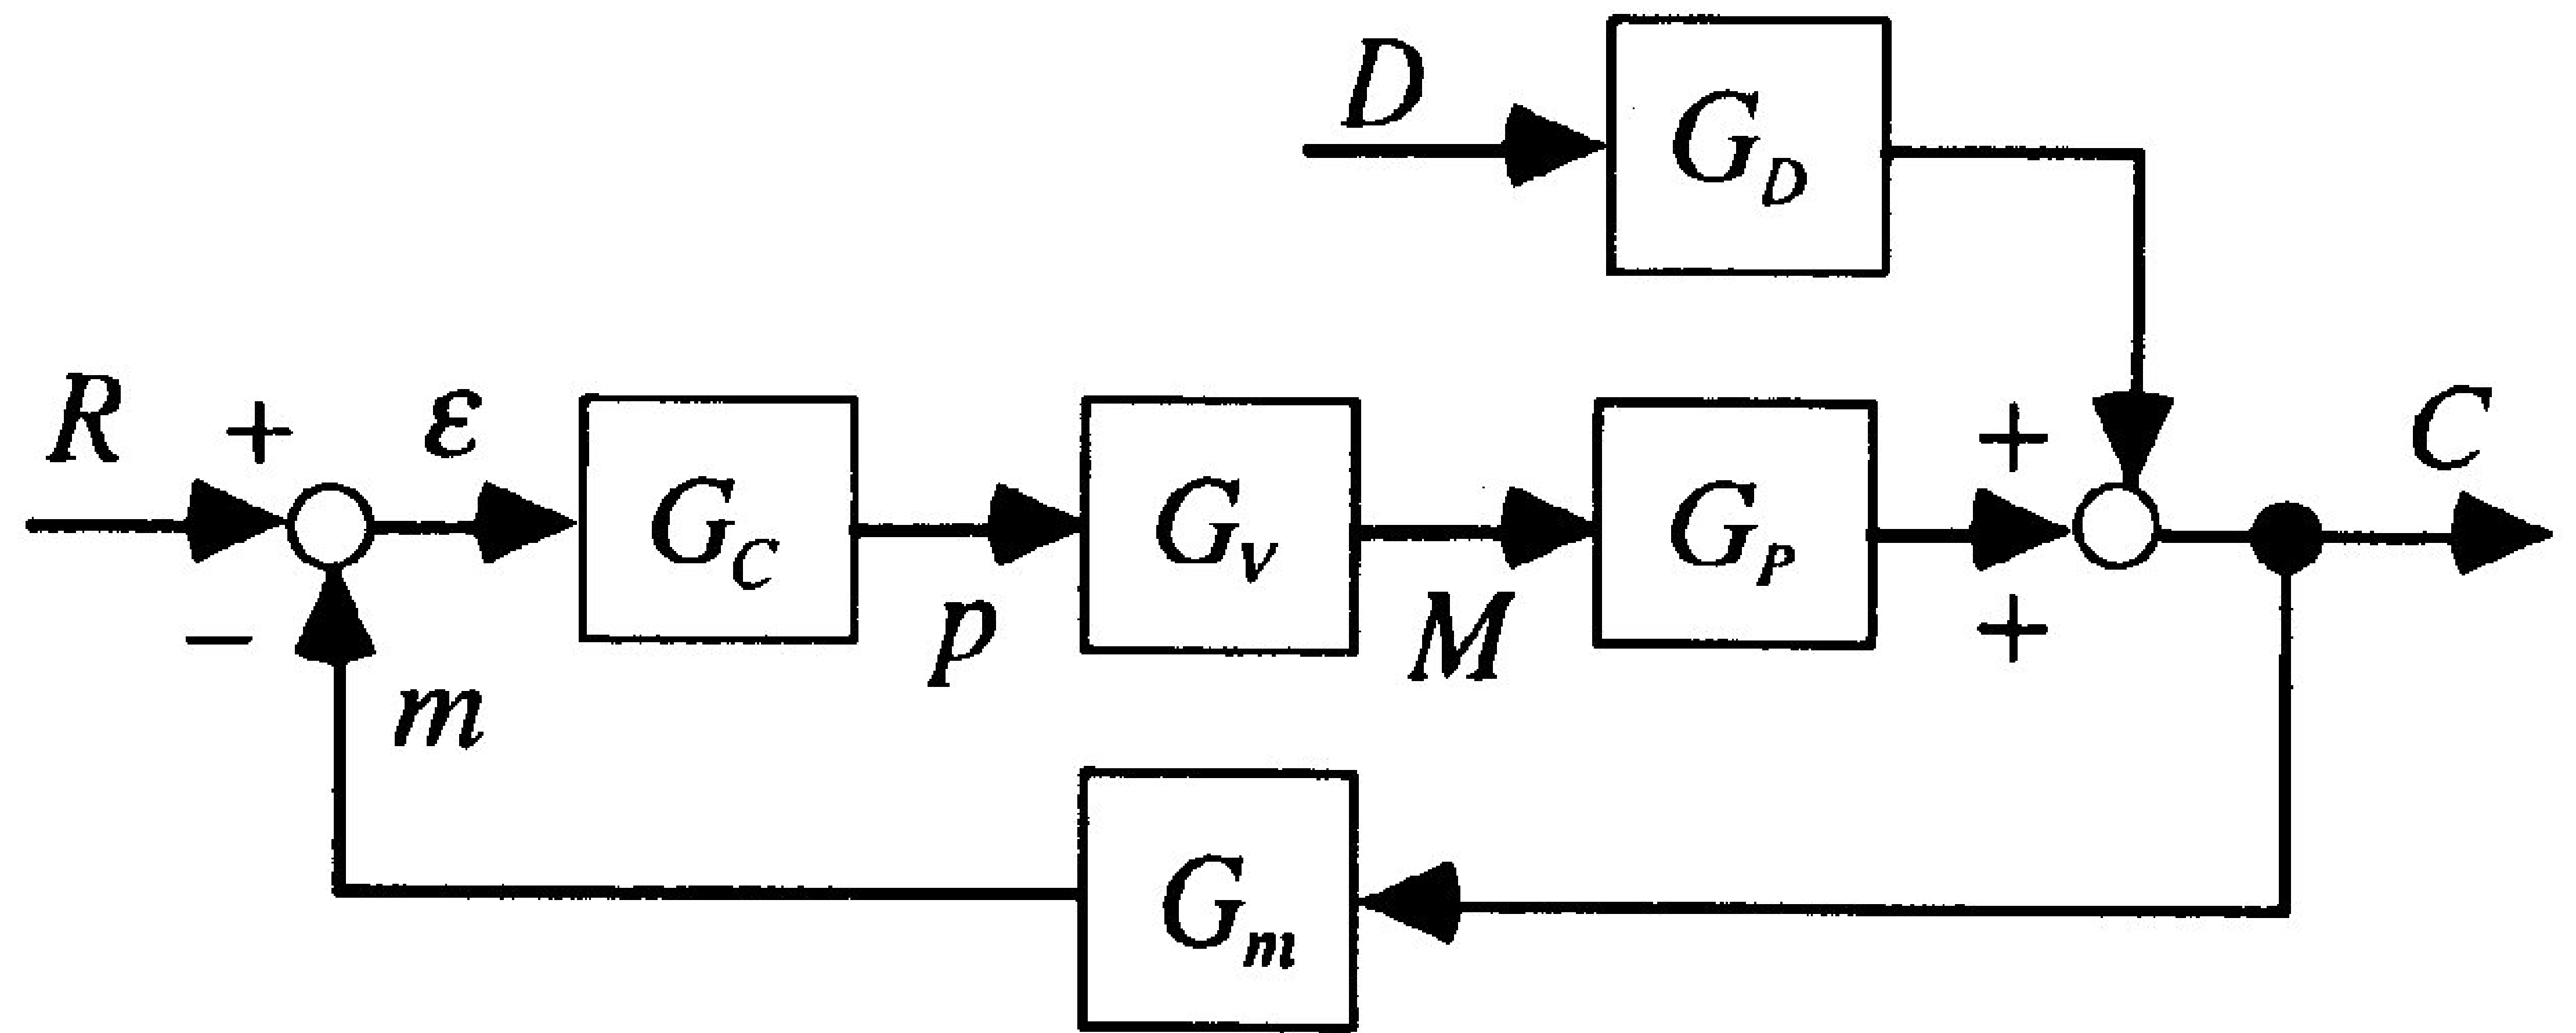 D
G_D
R + ε G_C G_V G_P + C
− m p M +
G_m